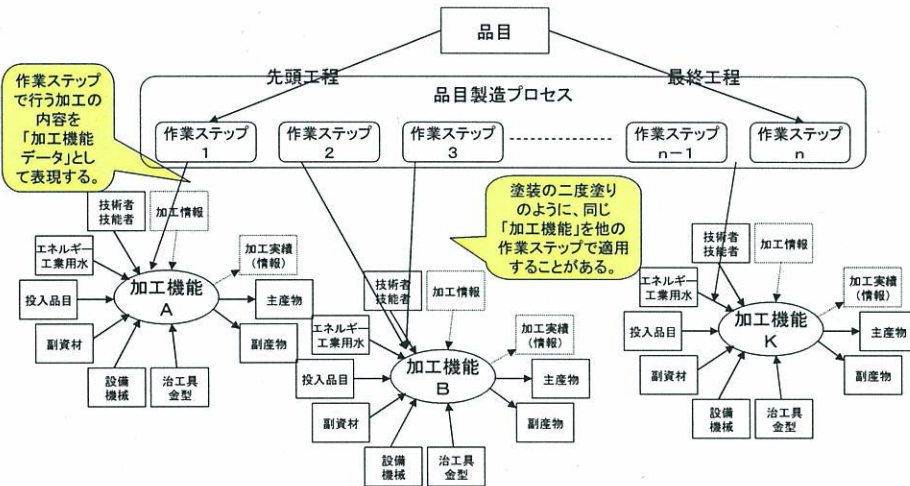 品目
先頭工程
最終工程
品目製造プロセス
作業ステップ
1
作業ステップ
2
作業ステップ
3
作業ステップ
n－1
作業ステップ
n
作業ステップ
で行う加工の
内容を
「加工機能
データ」とし
て表現する。
塗装の二度塗り
のように、同じ
「加工機能」を他の
作業ステップで適用
することがある。
技術者
技能者
加工情報
エネルギー
工業用水
加工実績
(情報)
投入品目
加工機能
A
主産物
副資材
副産物
設備
機械
治工具
金型
技術者
技能者
加工情報
エネルギー
工業用水
加工実績
(情報)
投入品目
加工機能
B
主産物
副資材
副産物
設備
機械
治工具
金型
技術者
技能者
加工情報
エネルギー
工業用水
加工実績
(情報)
投入品目
加工機能
K
主産物
副資材
副産物
設備
機械
治工具
金型